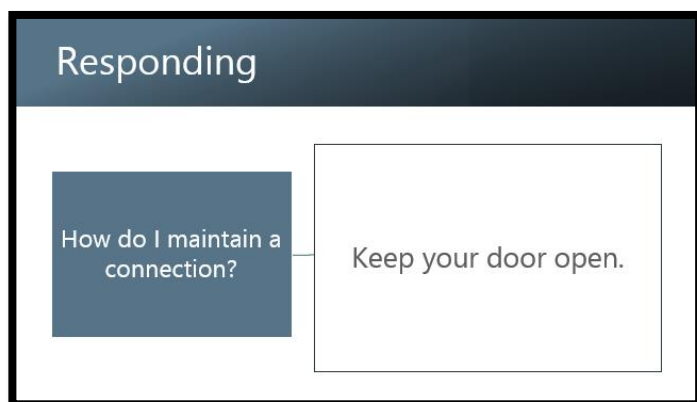 Responding
How do I maintain a
connection?
Keep your door open.